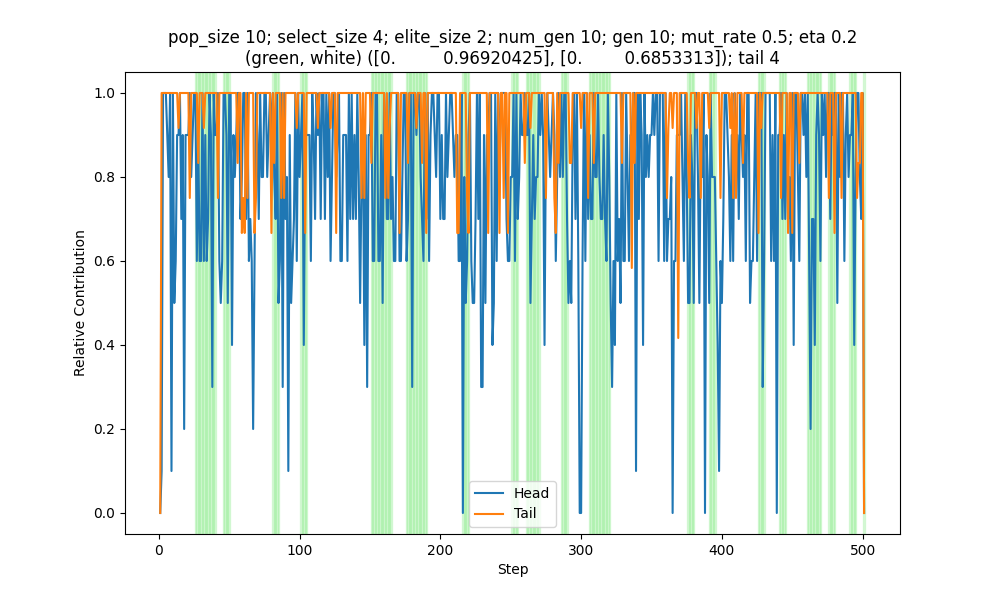 pop_size 10; select_size 4; elite_size 2; num_gen 10; gen 10; mut_rate 0.5; eta 0.2
(green, white) ([0. 0.96920425], [0. 0.6853313]); tail 4
1.0
0.8
0.6
0.4
0.2
0.0
Relative Contribution
Head
Tail
0
100
200
300
400
500
Step